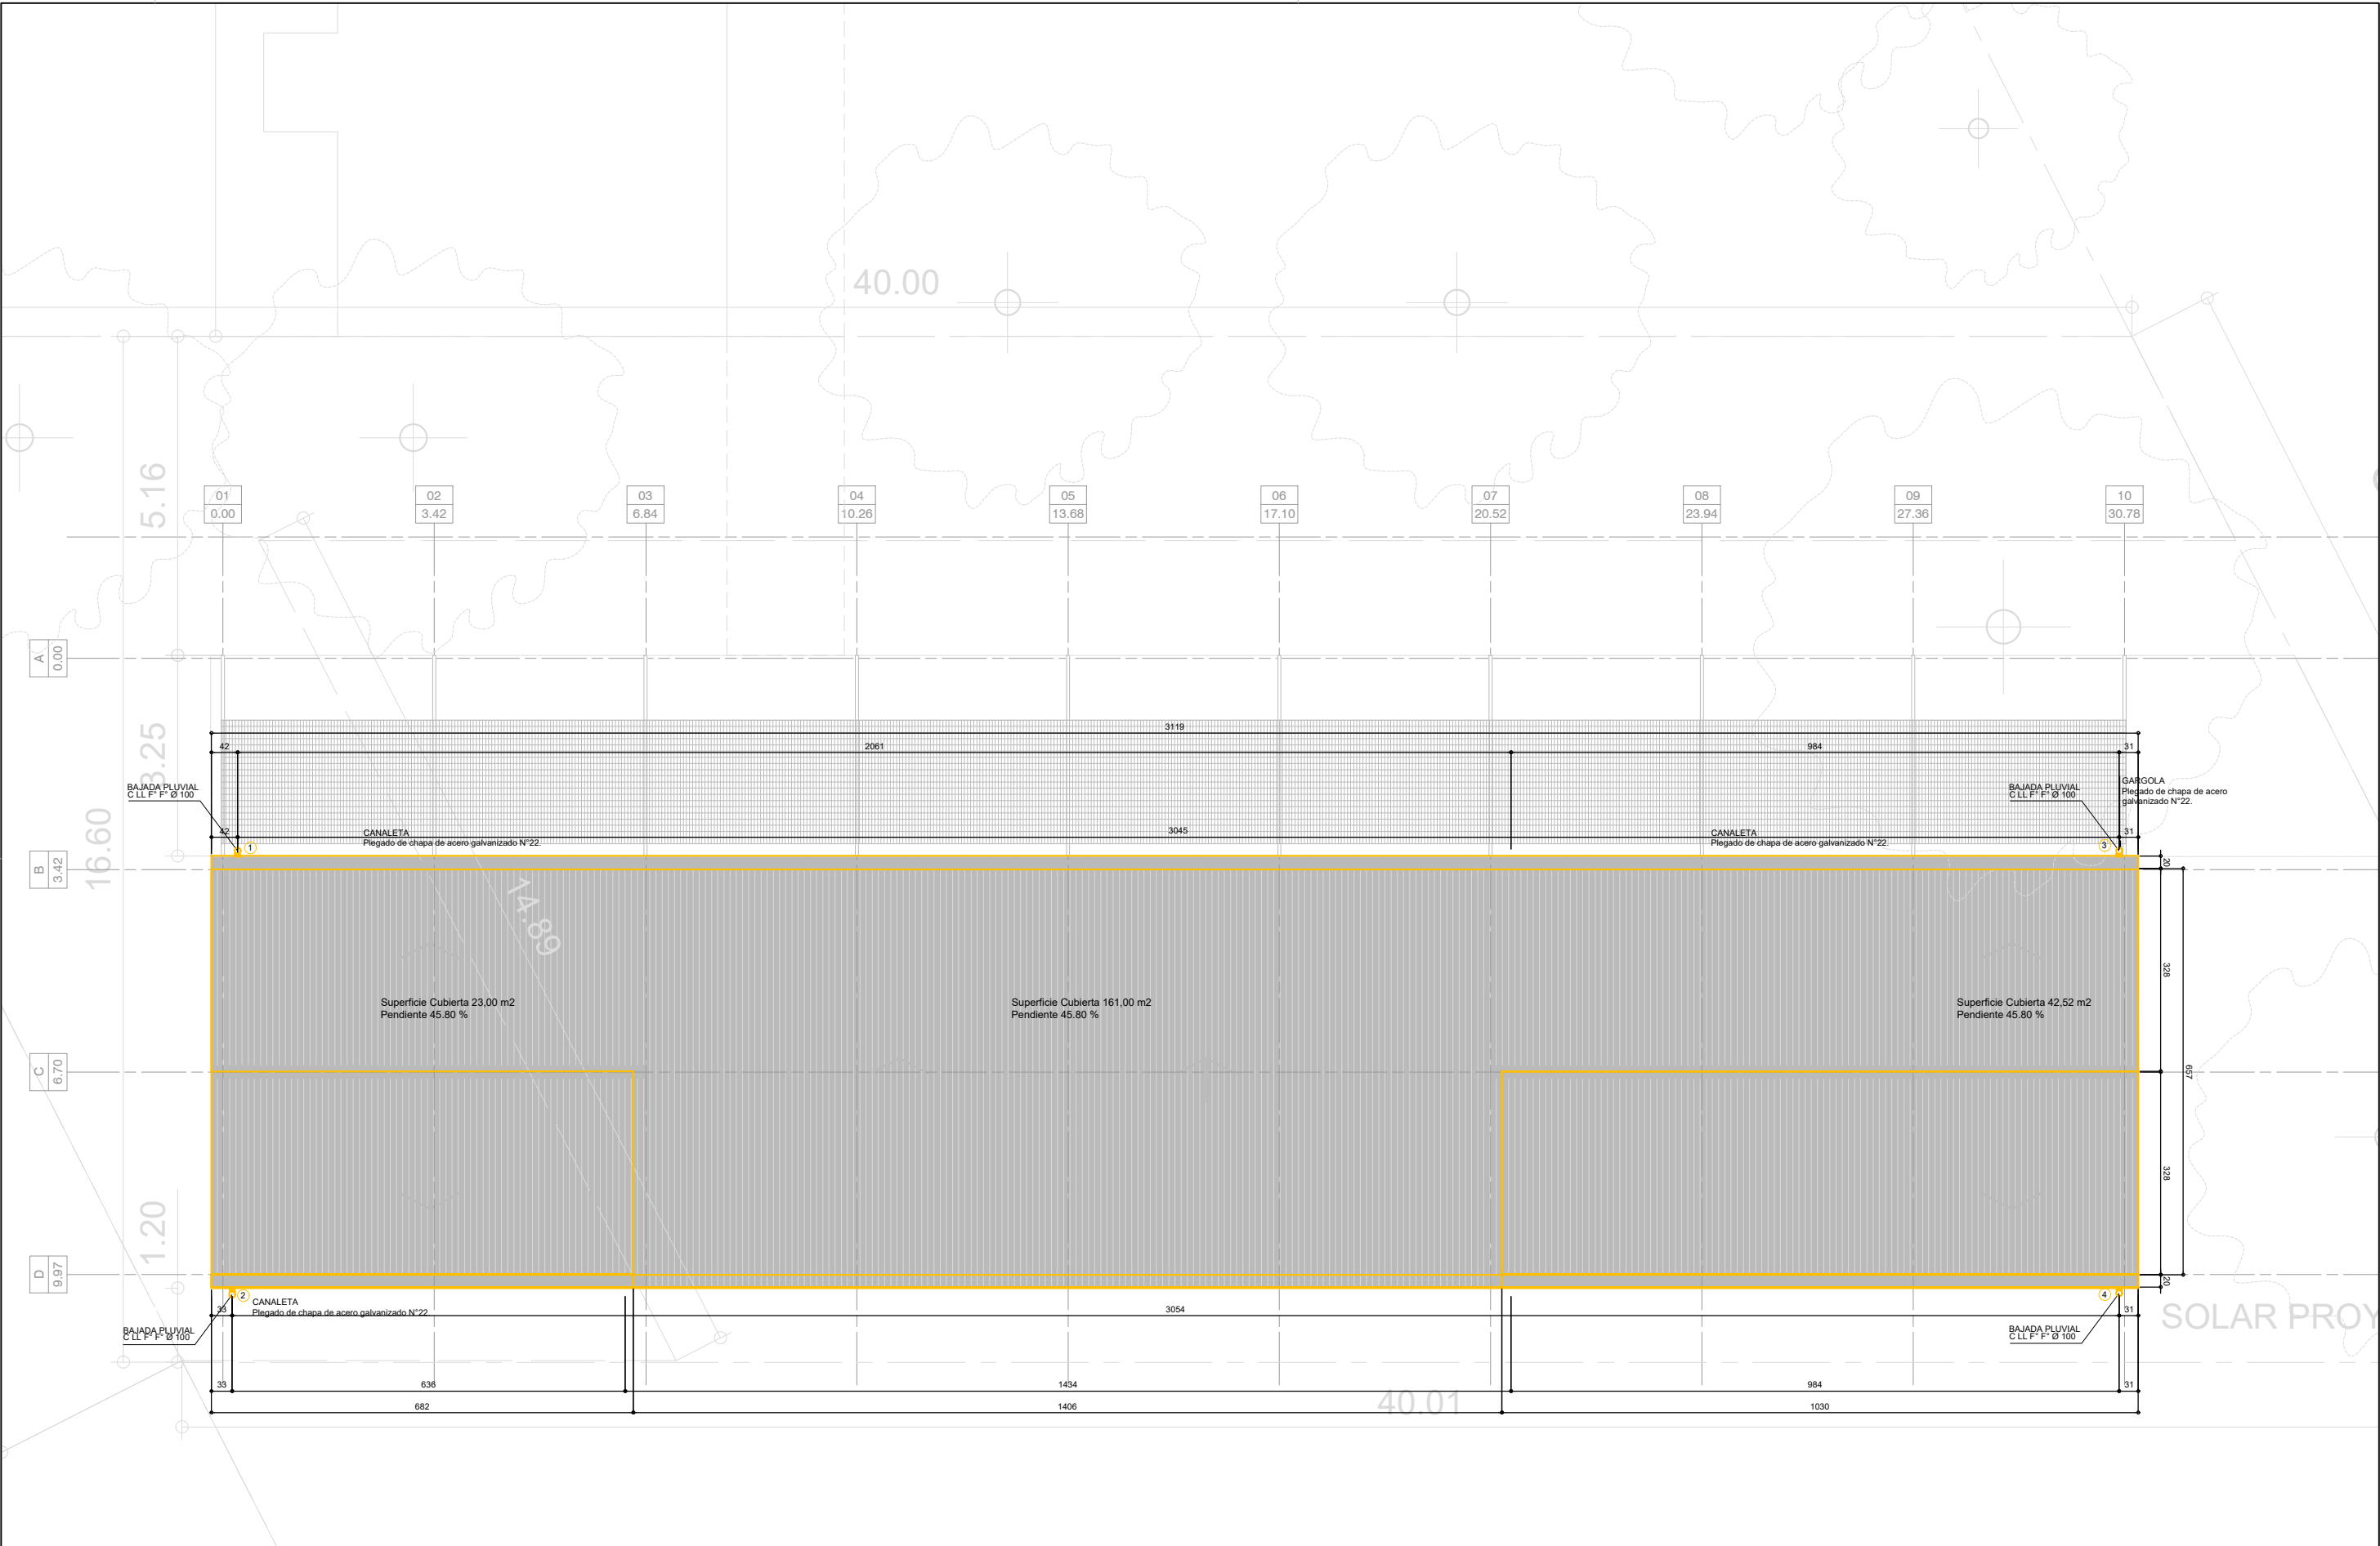 40.00
5.16
01
0.00
02
3.42
03
6.84
04
10.26
05
13.68
06
17.10
07
20.52
08
23.94
09
27.36
10
30.78
A
0.00
3.25
16.60
3119
42
2061
984
31
BAJADA PLUVIAL
C LL F° F° Ø 100
BAJADA PLUVIAL
C LL F° F° Ø 100
GARGOLA
Plegado de chapa de acero
galvanizado N°22.
42
3045
31
CANALETA
Plegado de chapa de acero galvanizado N°22.
CANALETA
Plegado de chapa de acero galvanizado N°22.
1
3
B
3.42
20
14.89
328
Superficie Cubierta 23,00 m2
Pendiente 45.80 %
Superficie Cubierta 161,00 m2
Pendiente 45.80 %
Superficie Cubierta 42,52 m2
Pendiente 45.80 %
C
6.70
657
328
1.20
D
9.97
20
2
4
CANALETA
Plegado de chapa de acero galvanizado N°22.
33
3054
31
SOLAR PROY
BAJADA PLUVIAL
C LL F° F° Ø 100
BAJADA PLUVIAL
C LL F° F° Ø 100
33
636
1434
984
31
40.01
682
1406
1030